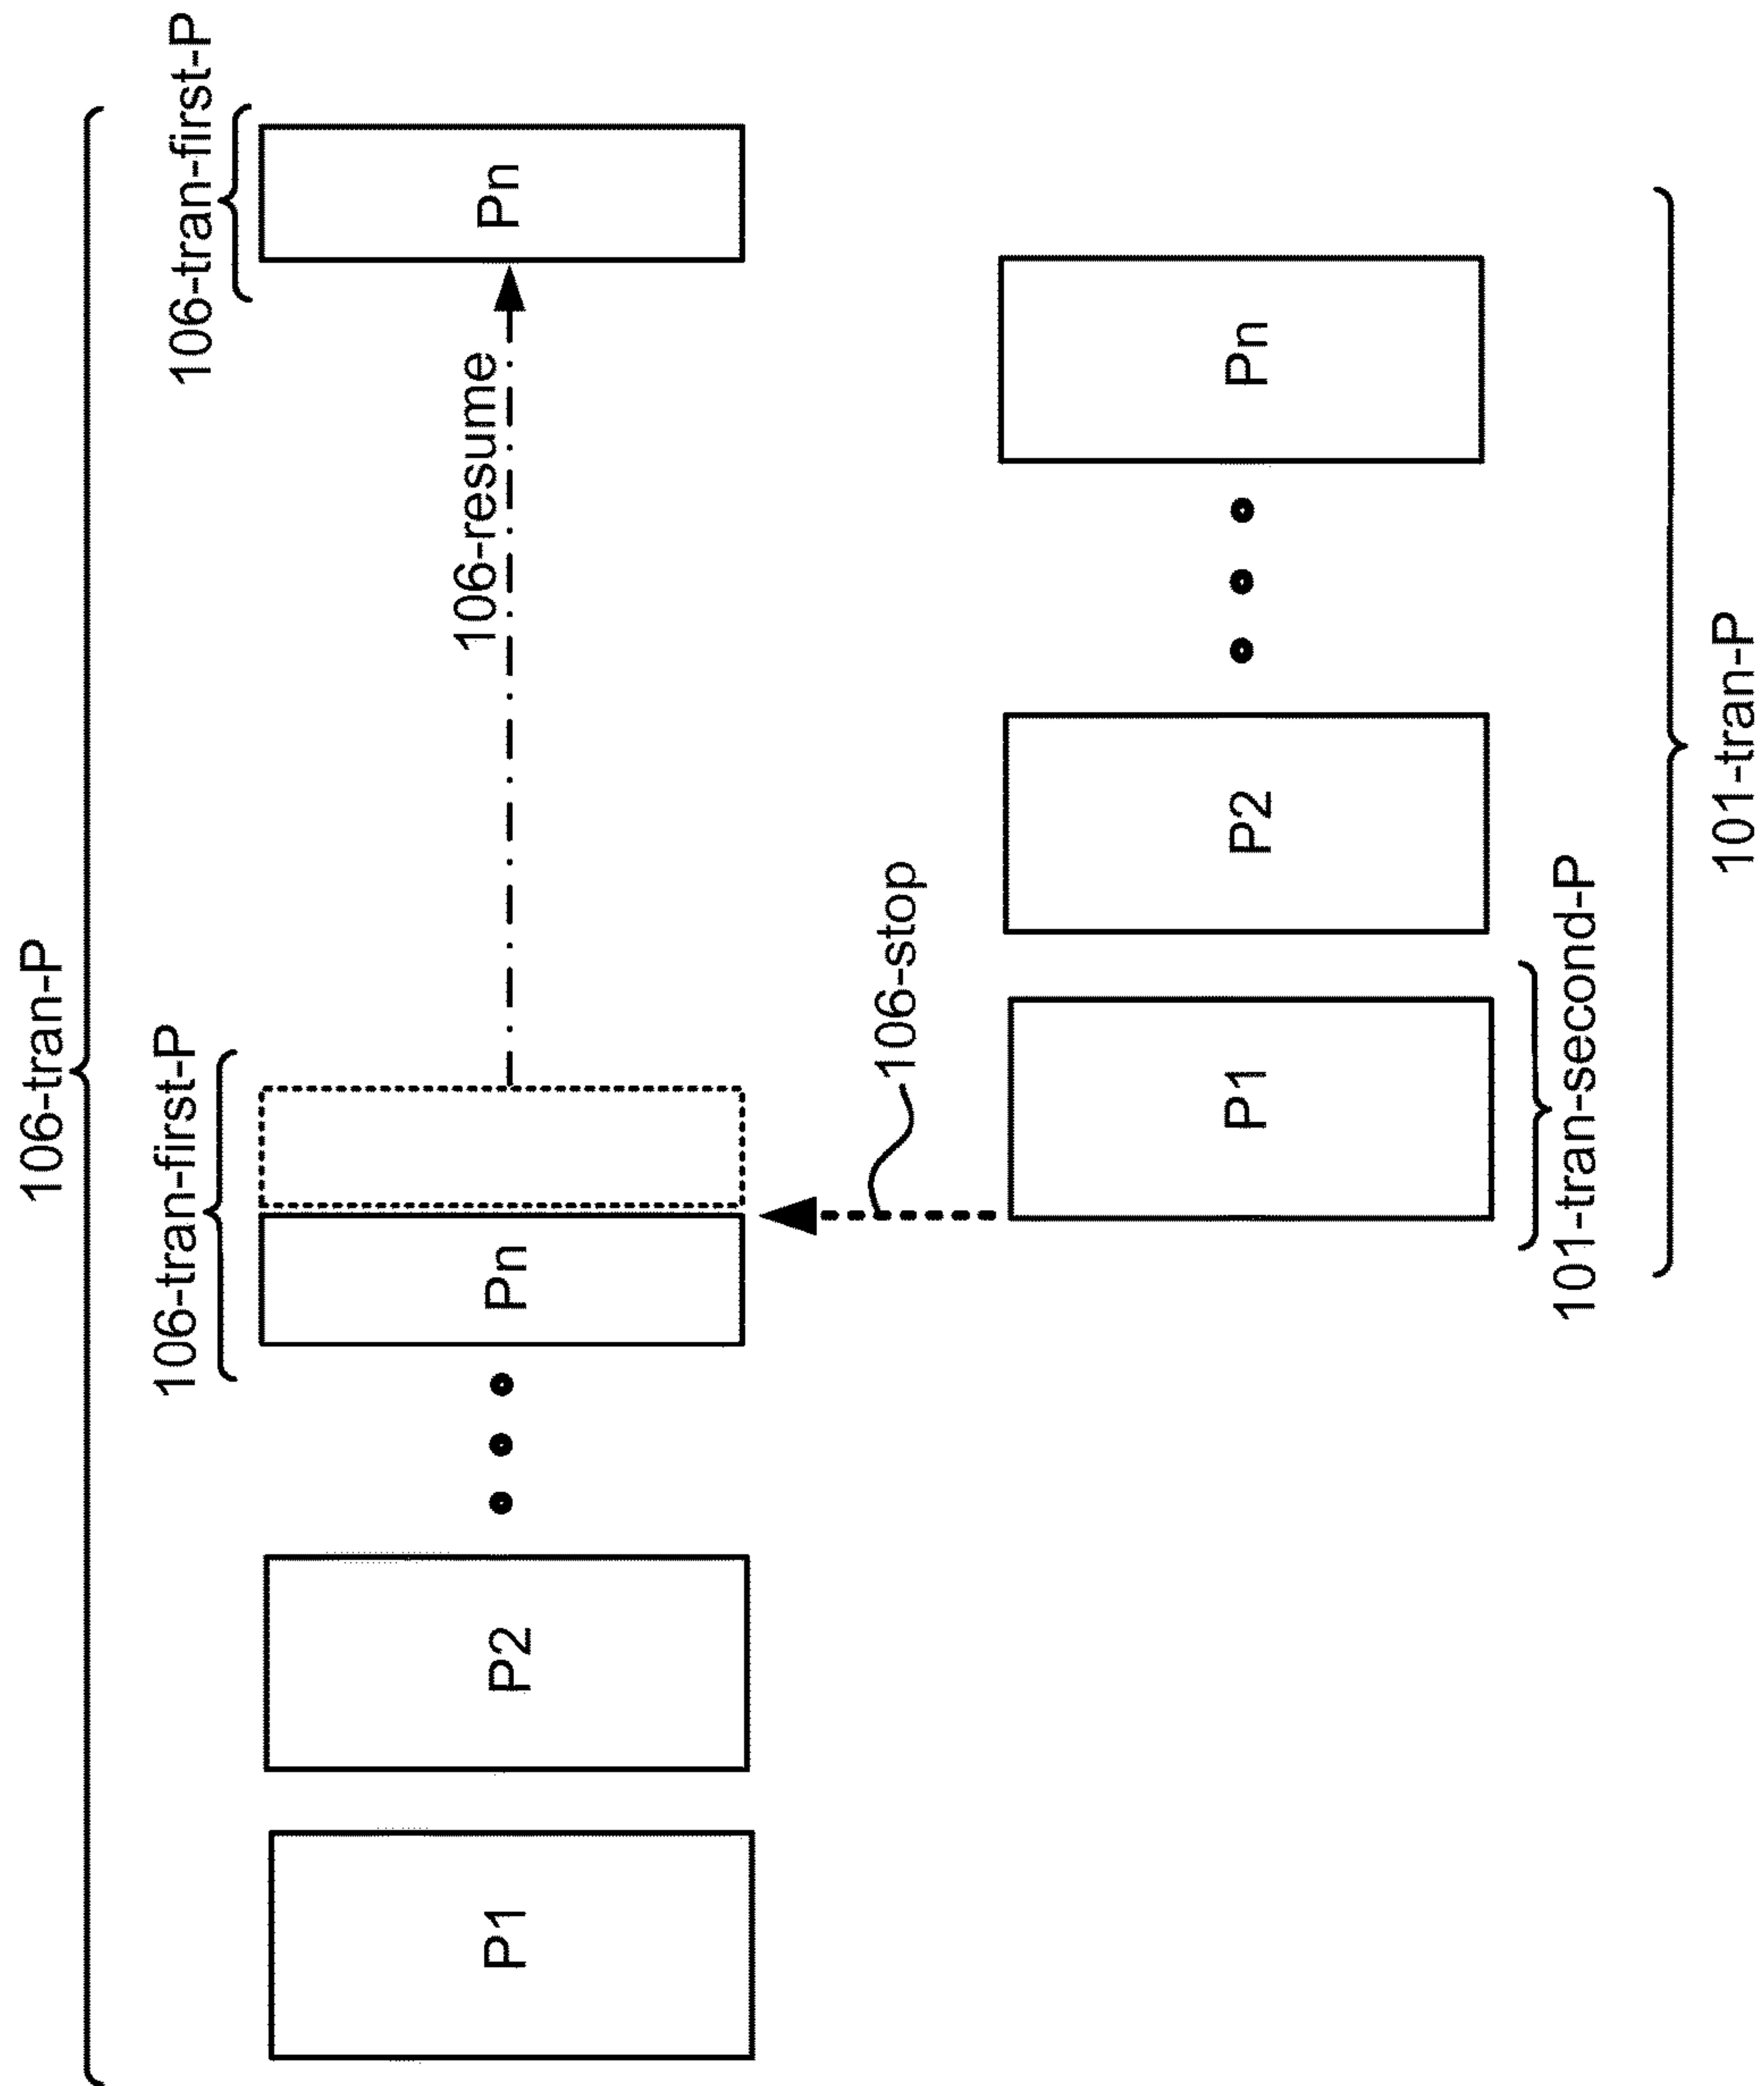 106-tran-P
106-tran-first-P
106-tran-first-P
P1
P2
Pn
106-resume
Pn
106-stop
P1
P2
Pn
101-tran-second-P
101-tran-P